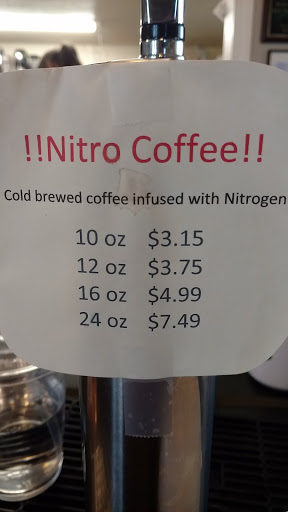 !!Nitro Coffee!!
Cold brewed coffee infused with Nitrogen
10 oz $3.15
12 oz $3.75
16 oz $4.99
24 oz $7.49